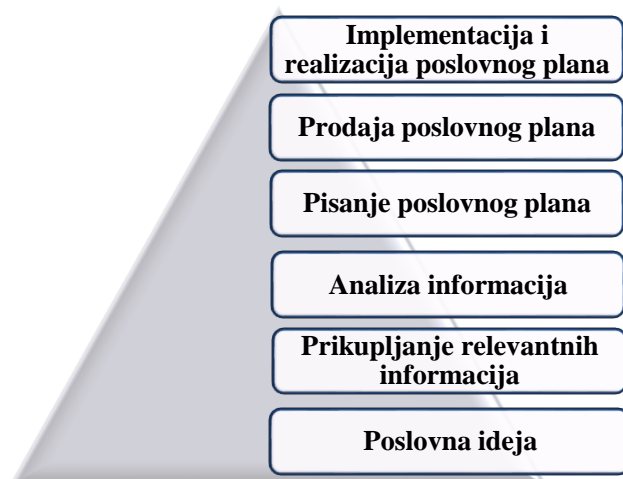 Implementacija i
realizacija poslovnog plana
Prodaja poslovnog plana
Pisanje poslovnog plana
Analiza informacija
Prikupljanje relevantnih
informacija
Poslovna ideja